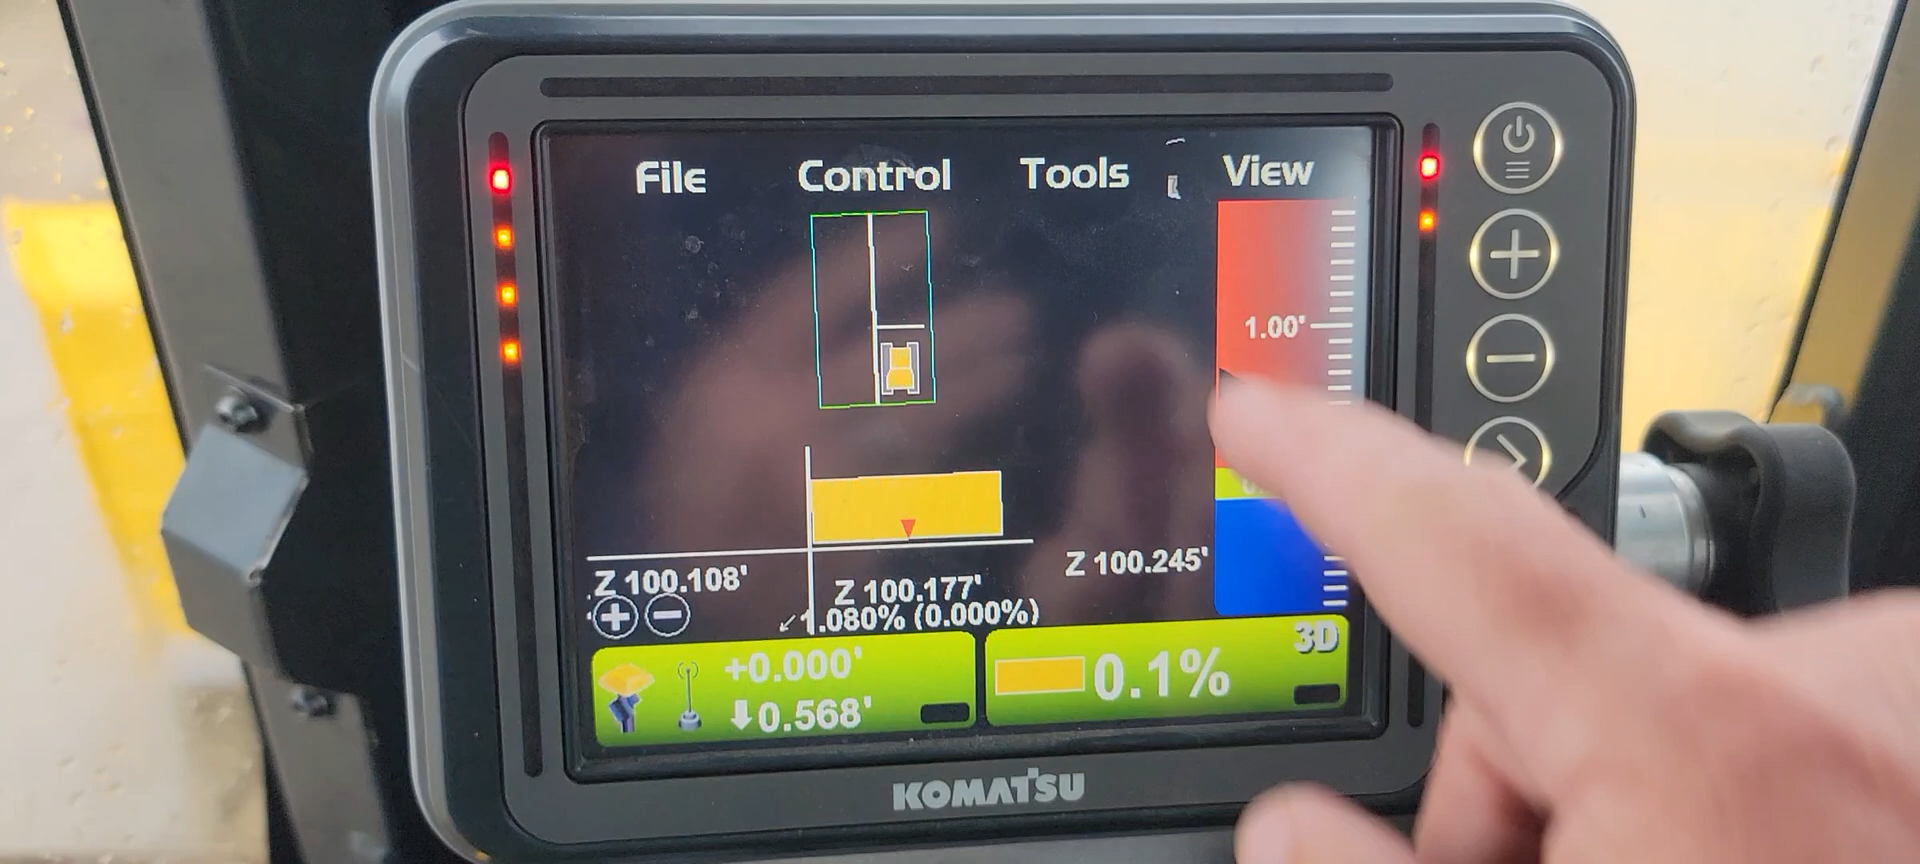 File Control Tools View
1.00'
Z 100.245'
Z 100.108' Z 100.177'
1.080% (0.000%)
+0.000' 3D
0.568' 0.1%
KOMATSU